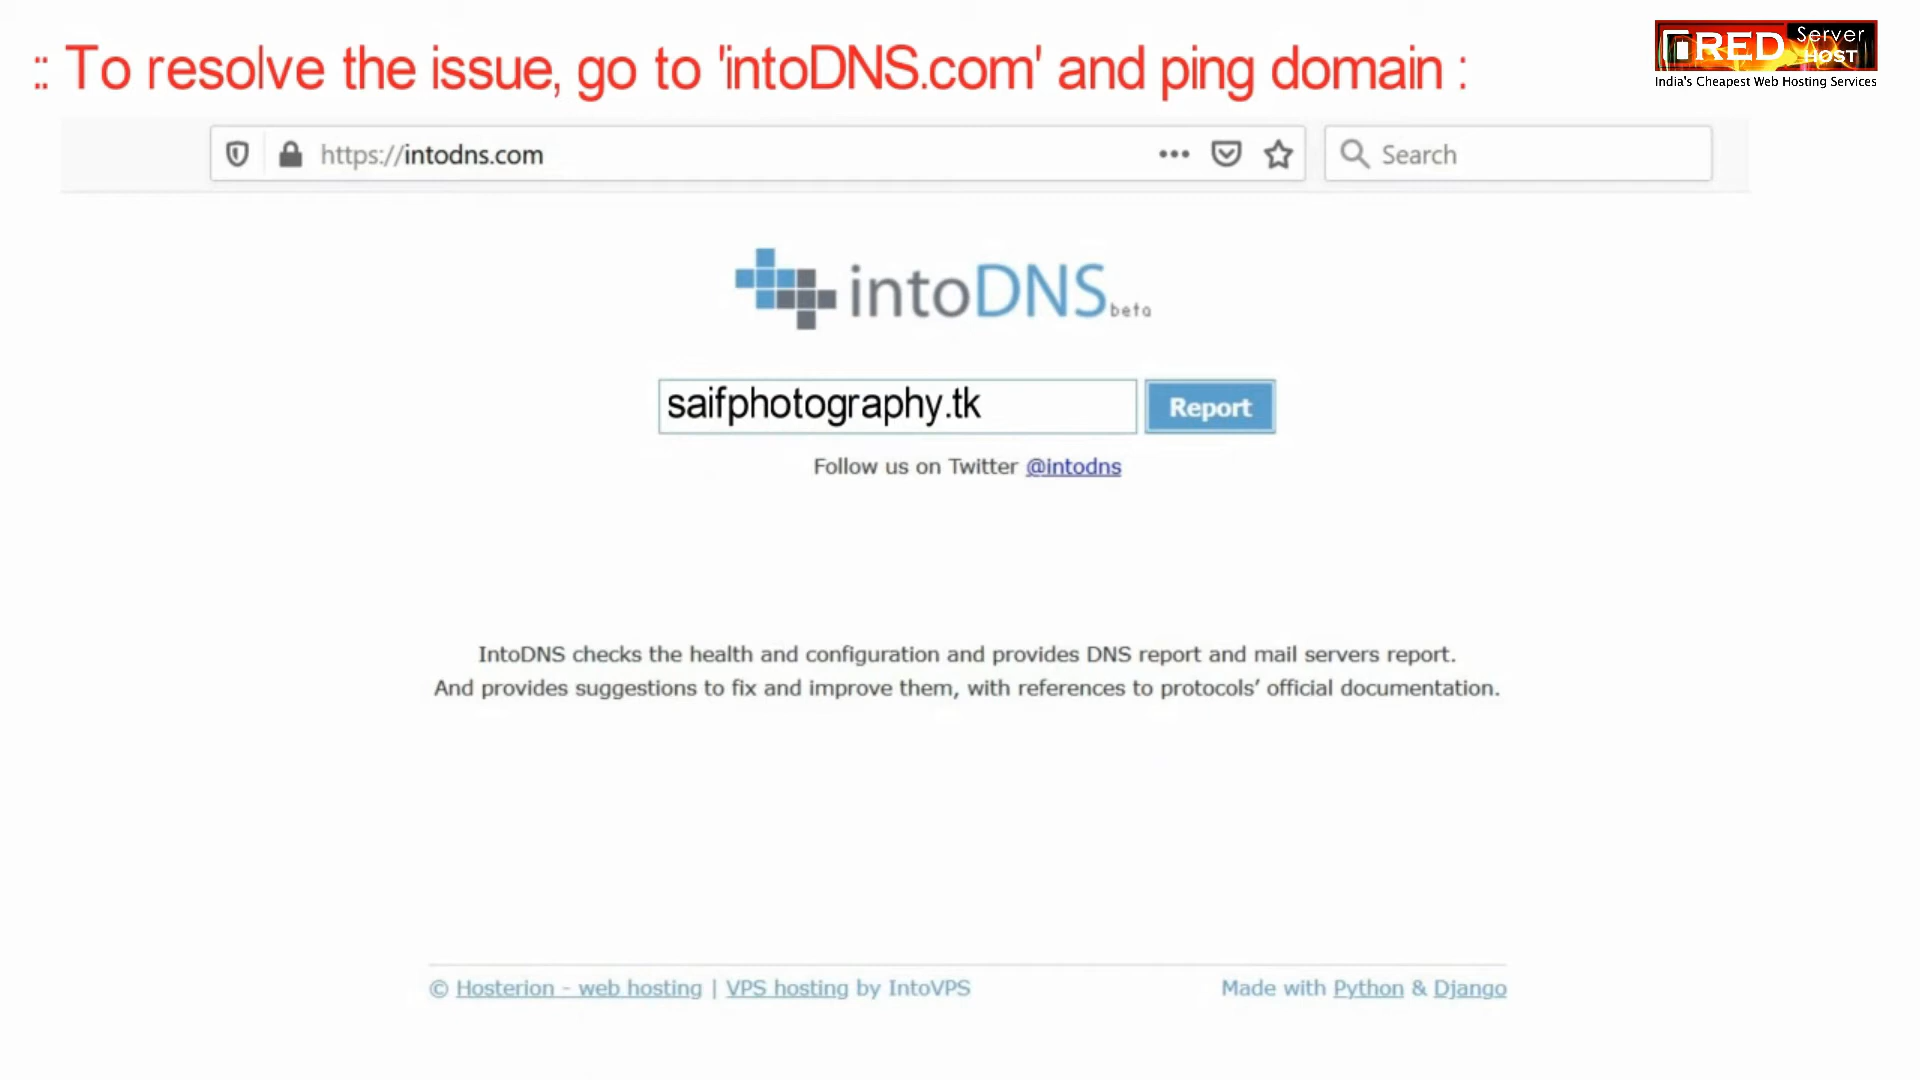 :: To resolve the issue, go to 'intoDNS.com' and ping domain :
RED Server HOST
India's Cheapest Web Hosting Services
https://intodns.com
Search
intoDNS beta
saifphotography.tk
Report
Follow us on Twitter @intodns
IntoDNS checks the health and configuration and provides DNS report and mail servers report.
And provides suggestions to fix and improve them, with references to protocols’ official documentation.
© Hosterion - web hosting | VPS hosting by IntoVPS
Made with Python & Django